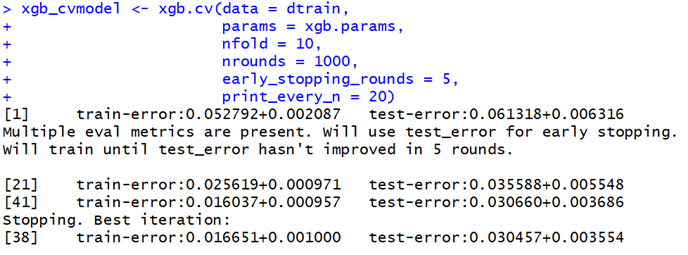 > xgb_cvmodel <- xgb.cv(data = dtrain,
+ params = xgb.params,
+ nfold = 10,
+ nrounds = 1000,
+ early_stopping_rounds = 5,
+ print_every_n = 20)
[1] train-error:0.052792+0.002087 test-error:0.061318+0.006316
Multiple eval metrics are present. Will use test_error for early stopping.
Will train until test_error hasn't improved in 5 rounds.
[21] train-error:0.025619+0.000971 test-error:0.035588+0.005548
[41] train-error:0.016037+0.000957 test-error:0.030660+0.003686
Stopping. Best iteration:
[38] train-error:0.016651+0.001000 test-error:0.030457+0.003554